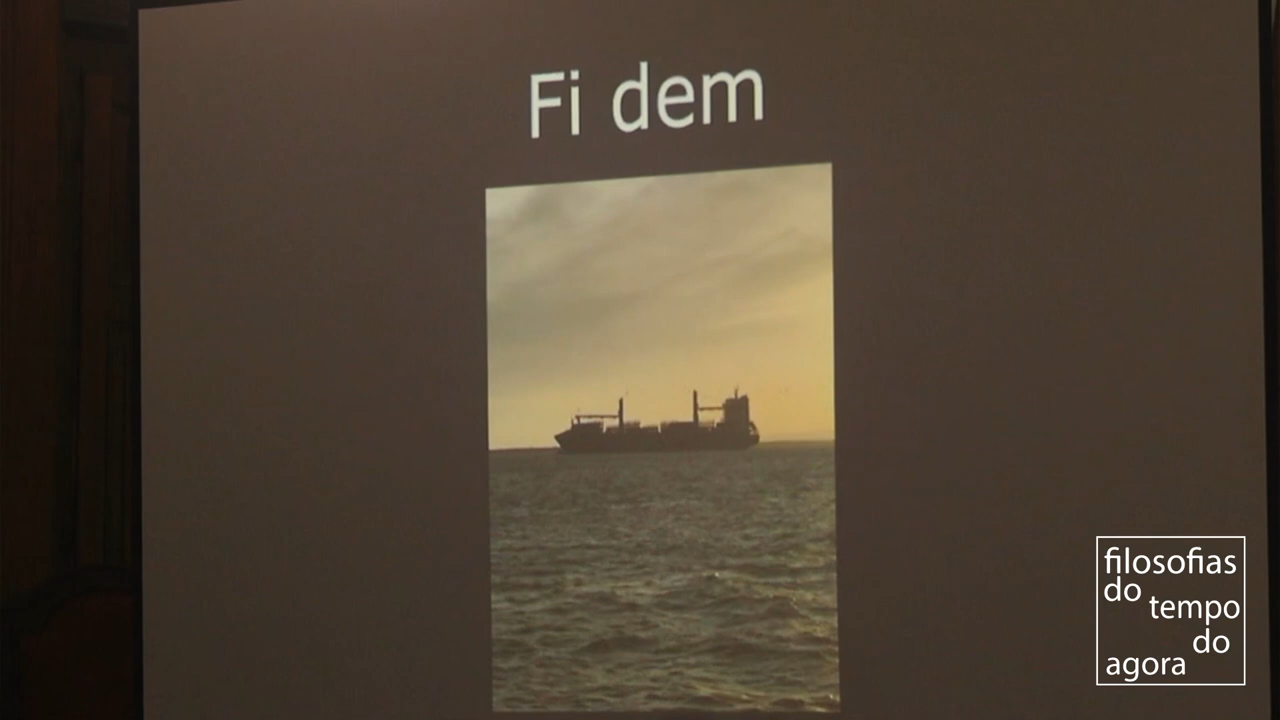 Fi dem
filosofias
do
tempo
do
agora